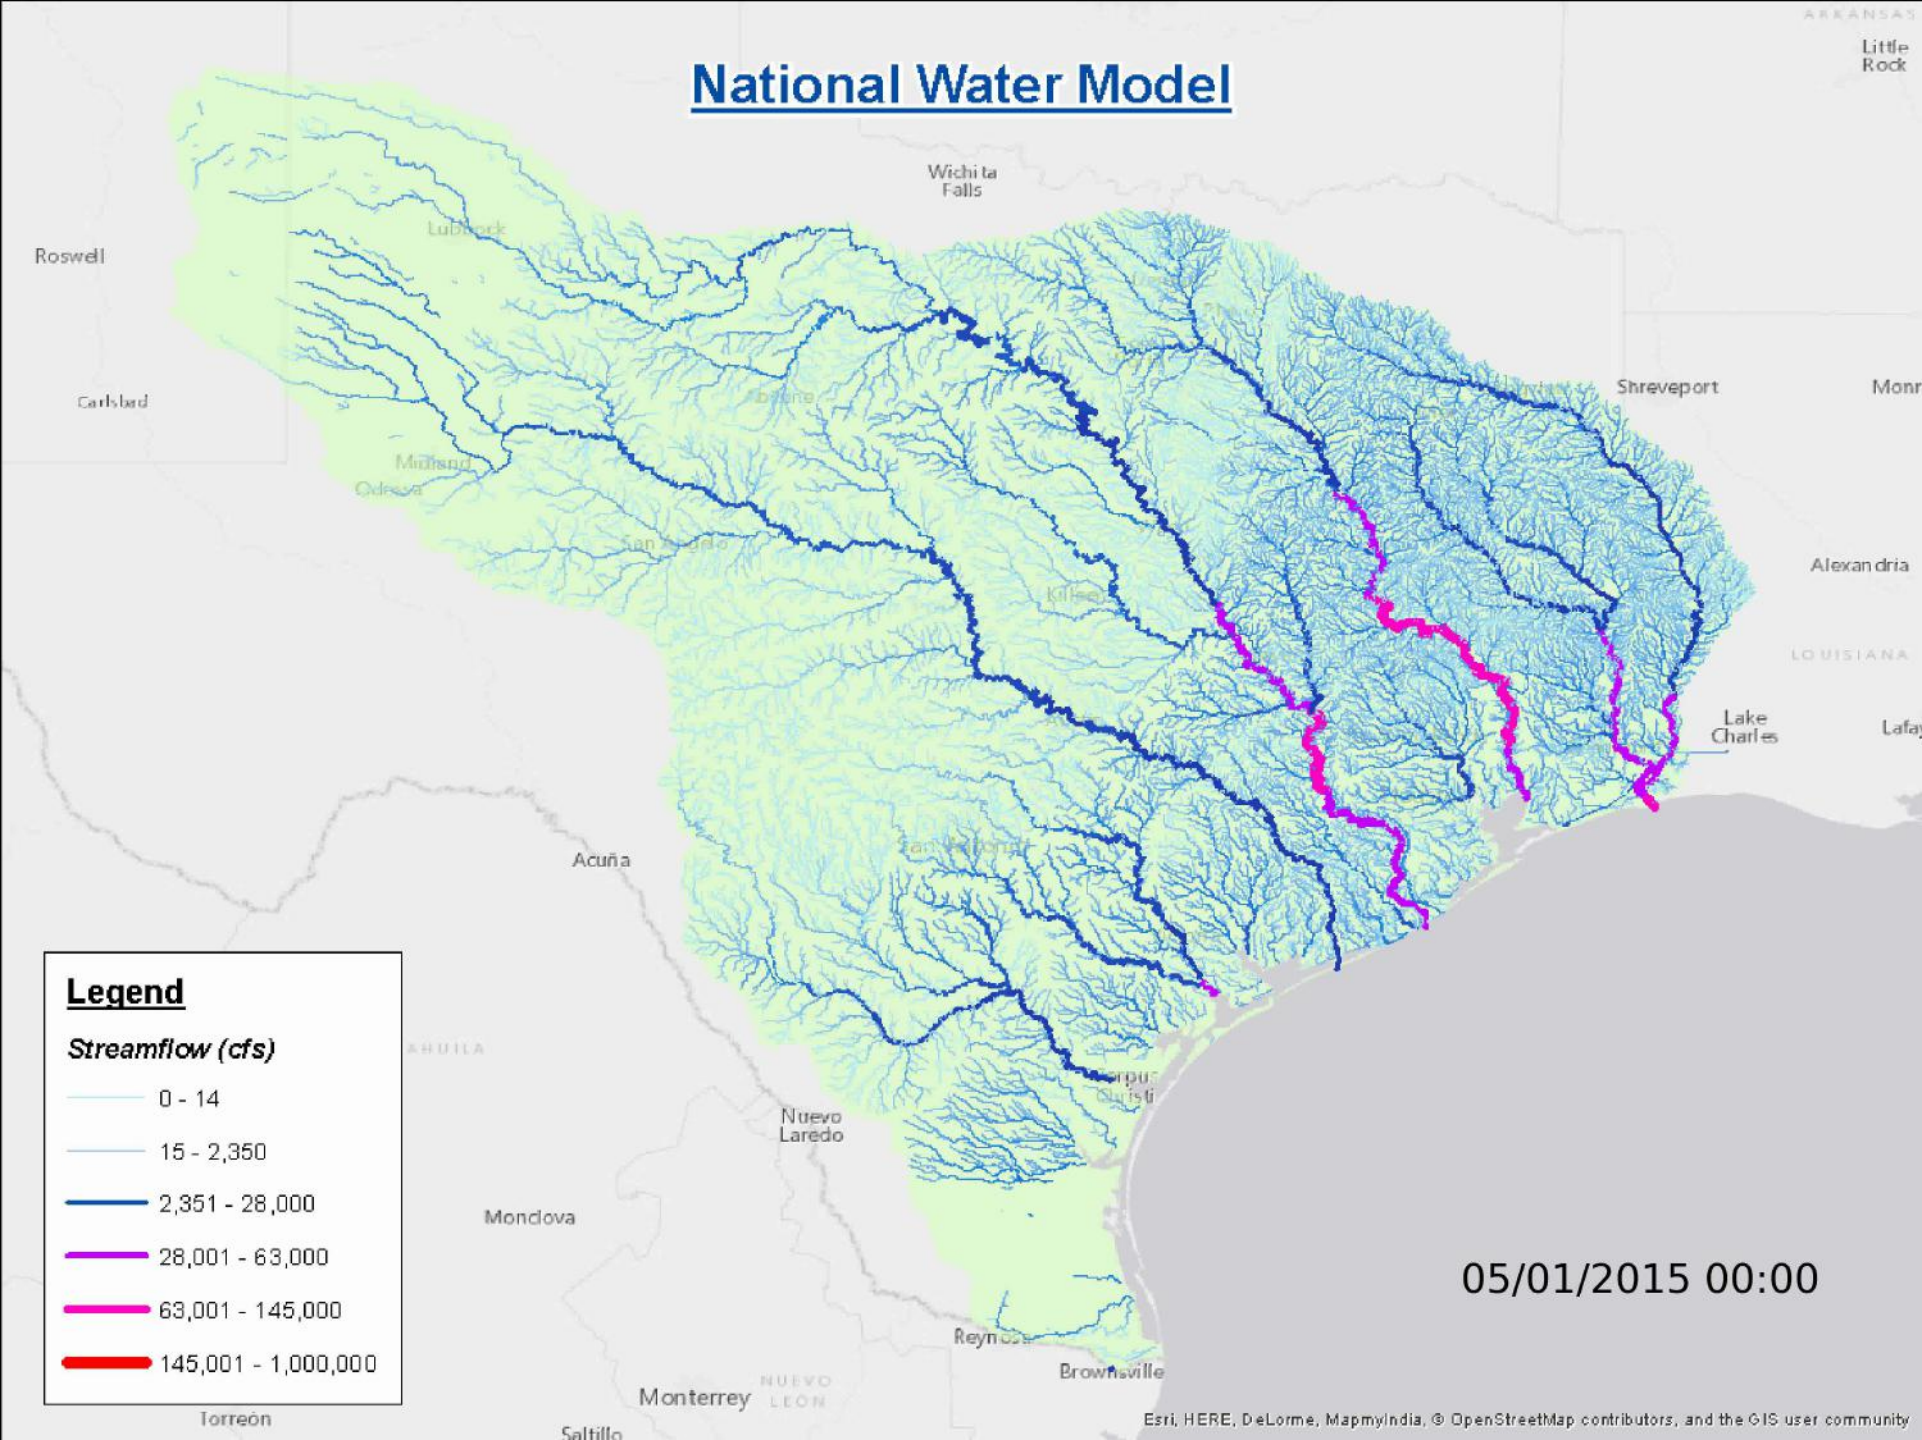 ARKANSAS
Little
Rock
National Water Model
Wichita
Falls
Lubbock
Roswell
Shreveport
Monr
Carlsbad
Abilene
Midland
Odessa
San Angelo
Alexandria
Killeen
LOUISIANA
Lake
Charles
Lafay
San Antonio
Acuña
Legend
Streamflow (cfs)
0 - 14
15 - 2,350
2,351 - 28,000
28,001 - 63,000
63,001 - 145,000
145,001 - 1,000,000
AHUILA
Corpus
Christi
Nuevo
Laredo
Monclova
05/01/2015 00:00
Reynosa
Brownsville
NUEVO
LEÓN
Monterrey
Torreón
Saltillo
Esri, HERE, DeLorme, MapmyIndia, © OpenStreetMap contributors, and the GIS user community